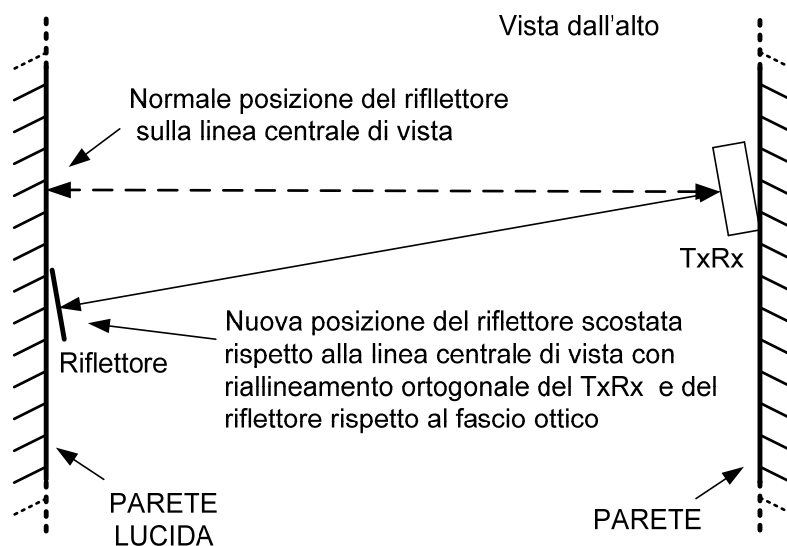 Vista dall'alto
Normale posizione del rifllettore
sulla linea centrale di vista
TxRx
Nuova posizione del riflettore scostata
rispetto alla linea centrale di vista con
riallineamento ortogonale del TxRx e del
riflettore rispetto al fascio ottico
Riflettore
PARETE
LUCIDA
PARETE